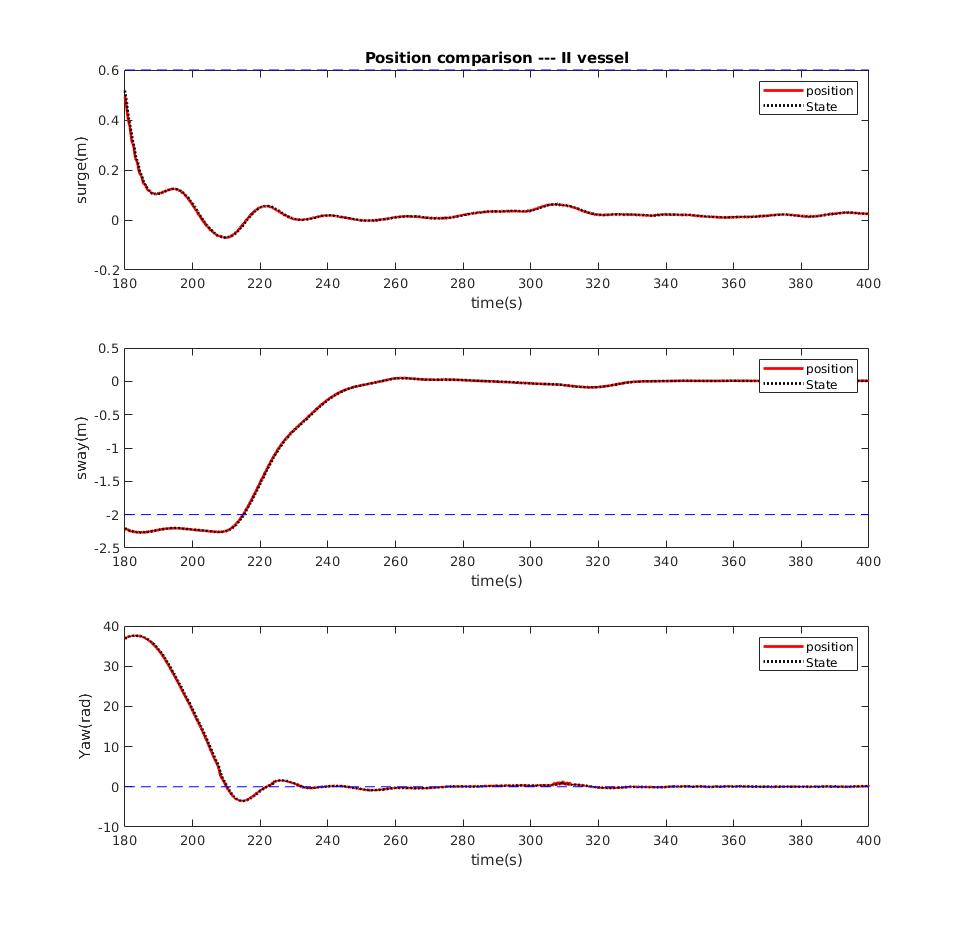 Position comparison --- II vessel
0.6
0.4
0.2
0
-0.2
surge(m)
position
State
180 200 220 240 260 280 300 320 340 360 380 400
time(s)
0.5
0
-0.5
-1
-1.5
-2
-2.5
sway(m)
position
State
180 200 220 240 260 280 300 320 340 360 380 400
time(s)
40
30
20
10
0
-10
Yaw(rad)
position
State
180 200 220 240 260 280 300 320 340 360 380 400
time(s)